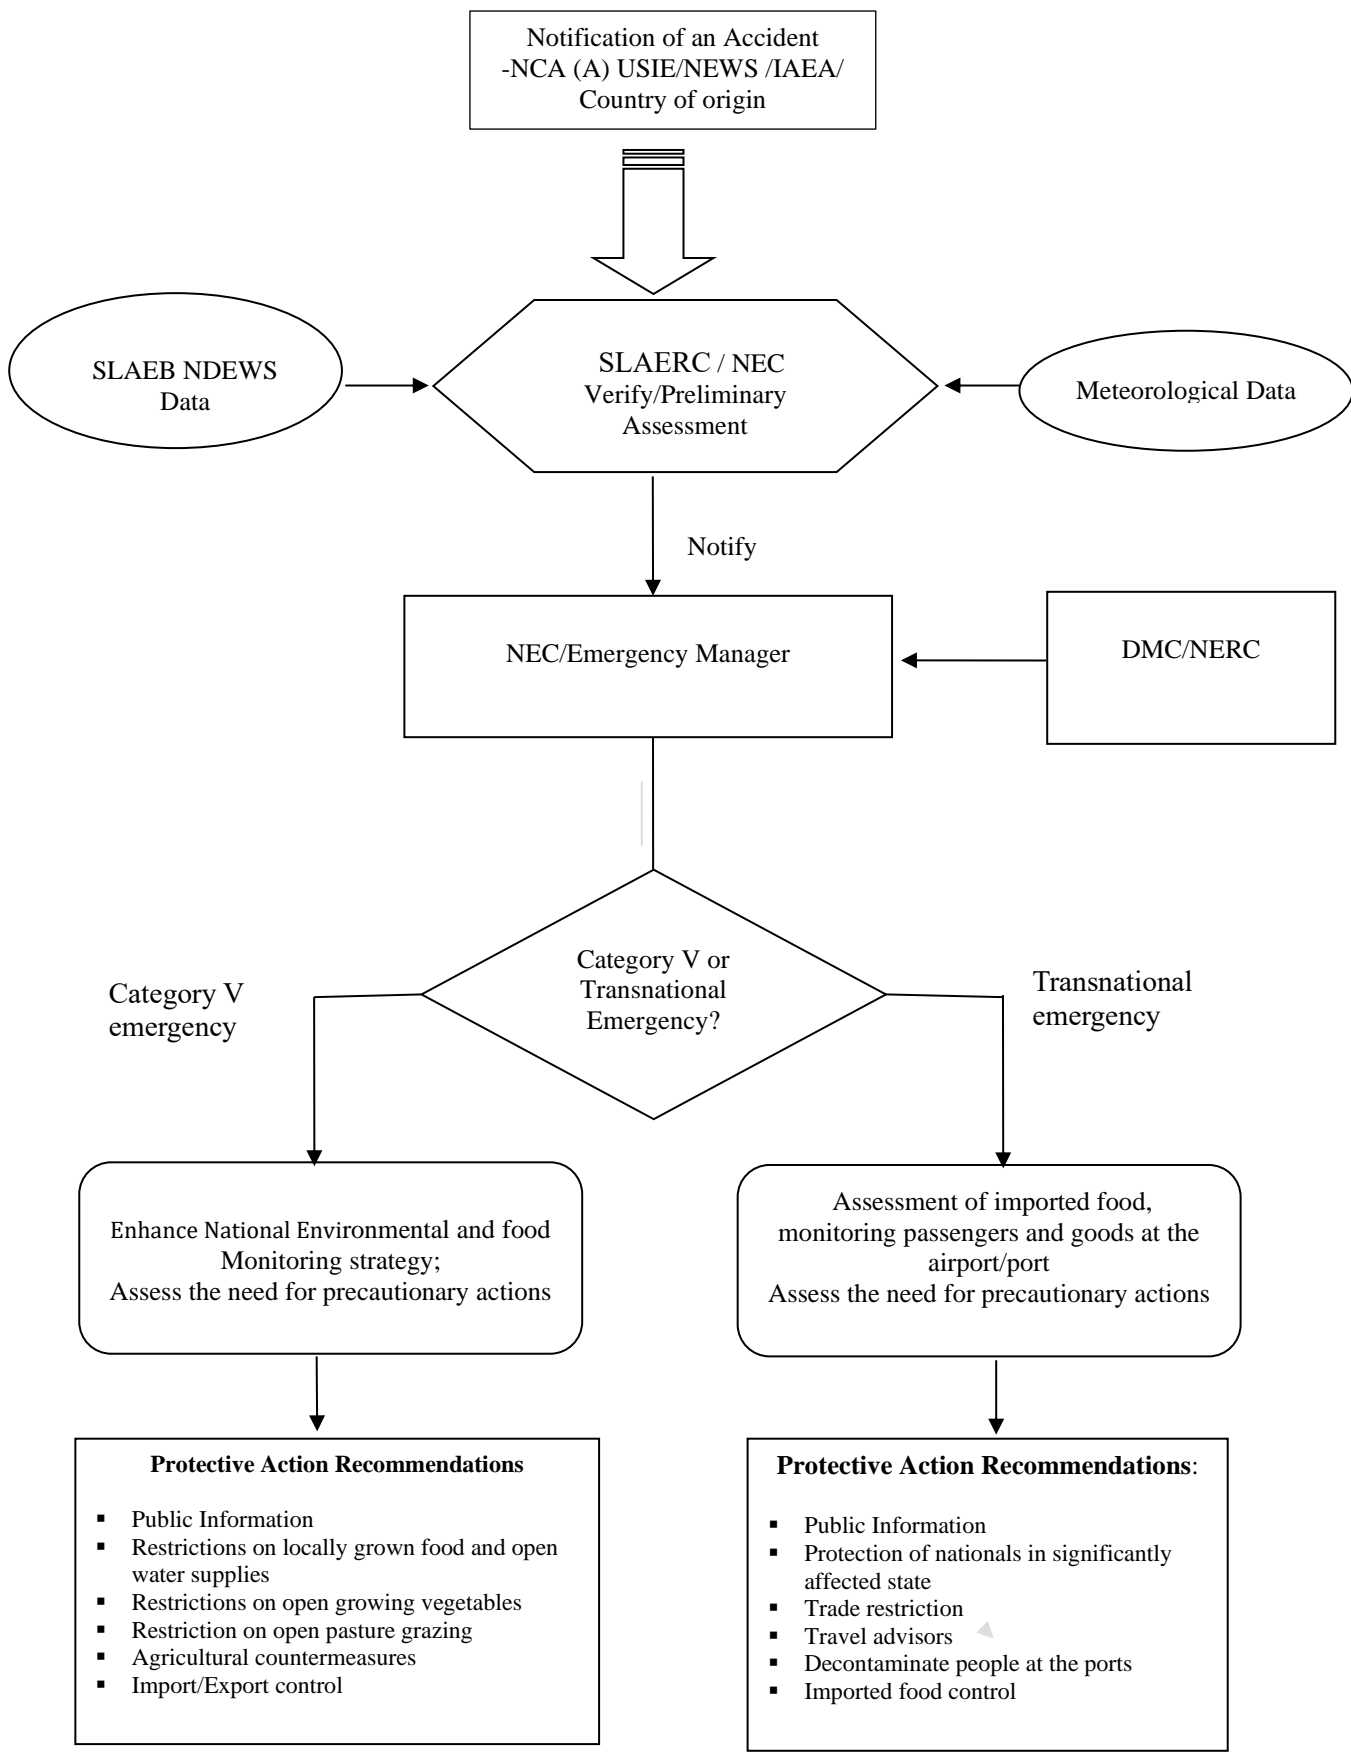 Notification of an Accident
-NCA (A) USIE/NEWS /IAEA/
Country of origin
SLAEB NDEWS
Data
SLAERC / NEC
Verify/Preliminary
Assessment
Meteorological Data
Notify
NEC/Emergency Manager
DMC/NERC
Category V or
Transnational
Emergency?
Category V
emergency
Transnational
emergency
Enhance National Environmental and food
Monitoring strategy;
Assess the need for precautionary actions
Assessment of imported food,
monitoring passengers and goods at the
airport/port
Assess the need for precautionary actions
Protective Action Recommendations
▪ Public Information
▪ Restrictions on locally grown food and open
water supplies
▪ Restrictions on open growing vegetables
▪ Restriction on open pasture grazing
▪ Agricultural countermeasures
▪ Import/Export control
Protective Action Recommendations:
▪ Public Information
▪ Protection of nationals in significantly
affected state
▪ Trade restriction
▪ Travel advisors
▪ Decontaminate people at the ports
▪ Imported food control